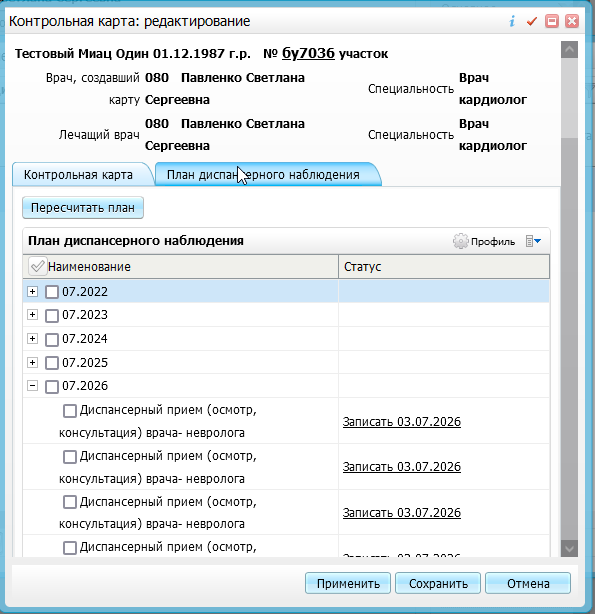 Контрольная карта: редактирование
Тестовый Миац Один 01.12.1987 г.р. № бу7036 участок
Врач, создавший карту 080 Павленко Светлана Сергеевна Специальность Врач кардиолог
Лечащий врач 080 Павленко Светлана Сергеевна Специальность Врач кардиолог
Контрольная карта План диспансерного наблюдения
Пересчитать план
План диспансерного наблюдения Профиль
Наименование Статус
07.2022
07.2023
07.2024
07.2025
07.2026
Диспансерный прием (осмотр,
консультация) врача- невролога
Записать 03.07.2026
Диспансерный прием (осмотр,
консультация) врача- невролога
Записать 03.07.2026
Диспансерный прием (осмотр,
консультация) врача- невролога
Записать 03.07.2026
Диспансерный прием (осмотр,
Записать 03.07.2026
Применить Сохранить Отмена